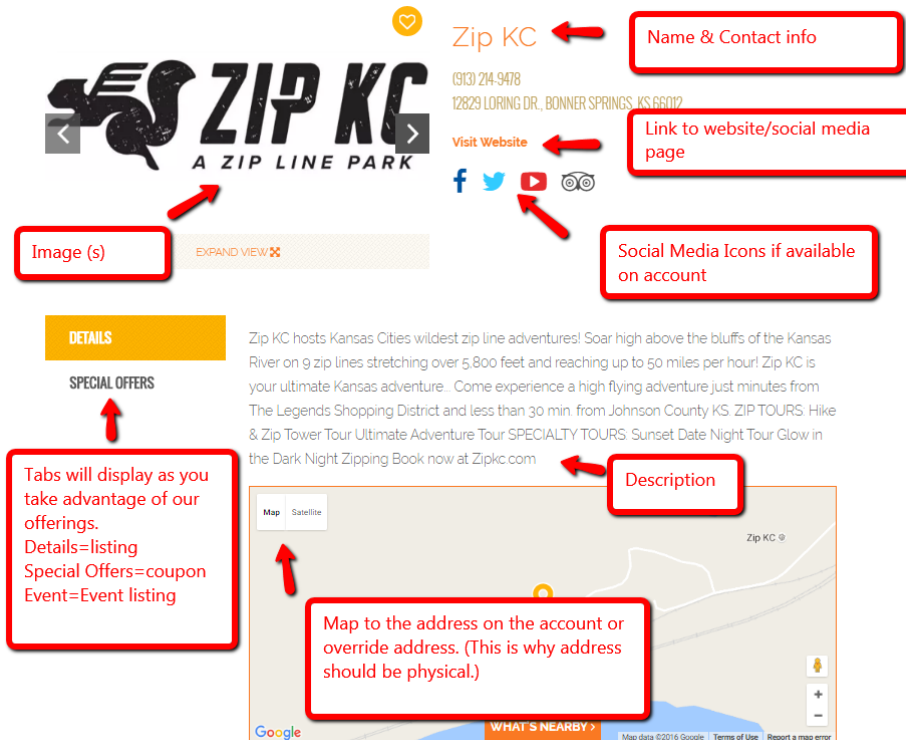 ZIP KC
A ZIP LINE PARK
EXPAND VIEW
Image (s)
Zip KC
Name & Contact info
(913) 214-9478
12829 LORING DR., BONNER SPRINGS, KS 66012
Visit Website
Link to website/social media
page
Social Media Icons if available
on account
DETAILS
SPECIAL OFFERS
Tabs will display as you
take advantage of our
offerings.
Details=listing
Special Offers=coupon
Event=Event listing
Zip KC hosts Kansas Cities wildest zip line adventures! Soar high above the bluffs of the Kansas
River on 9 zip lines stretching over 5,800 feet and reaching up to 50 miles per hour! Zip KC is
your ultimate Kansas adventure. Come experience a high flying adventure just minutes from
The Legends Shopping District and less than 30 min. from Johnson County KS. ZIP TOURS: Hike
& Zip Tower Tour Ultimate Adventure Tour SPECIALTY TOURS: Sunset Date Night Tour Glow in
the Dark Night Zipping Book now at Zipkc.com
Description
Map Satellite
Zip KC
Map to the address on the account or
override address. (This is why address
should be physical.)
WHAT'S NEARBY >
Google
Map data ©2016 Google Terms of Use Report a map error